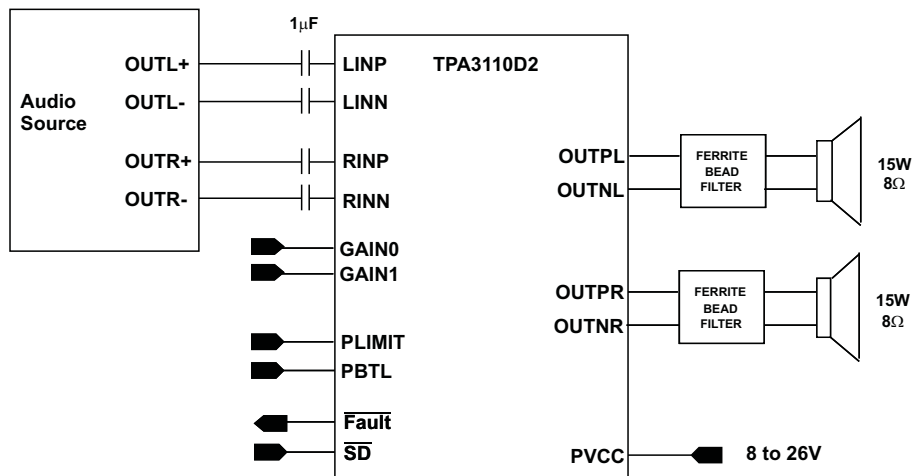 1μF
Audio
Source
OUTL+
OUTL-
OUTR+
OUTR-
LINP
LINN
RINP
RINN
GAIN0
GAIN1
PLIMIT
PBTL
Fault
SD
TPA3110D2
OUTPL
OUTNL
FERRITE
BEAD
FILTER
15W
8Ω
OUTPR
OUTNR
FERRITE
BEAD
FILTER
15W
8Ω
PVCC
8 to 26V